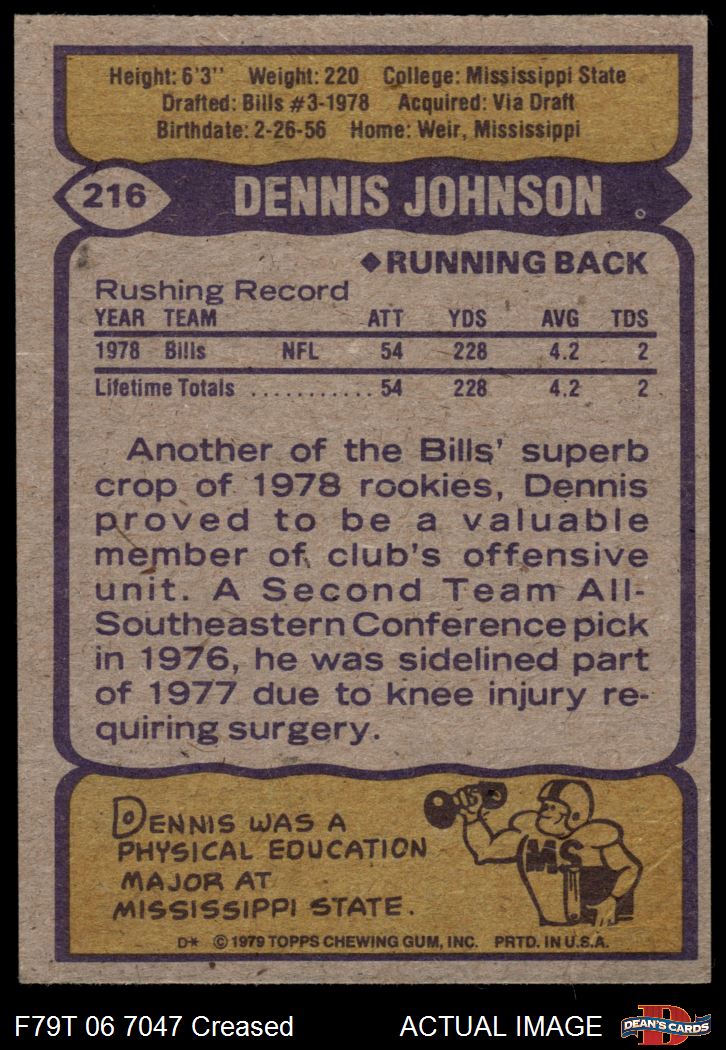 Height: 6'3" Weight: 220 College: Mississippi State
Drafted: Bills #3-1978 Acquired: Via Draft
Birthdate: 2-26-56 Home: Weir, Mississippi
216 DENNIS JOHNSON
◆RUNNING BACK
Rushing Record
YEAR TEAM ATT YDS AVG TDS
1978 Bills NFL 54 228 4.2 2
Lifetime Totals ........... 54 228 4.2 2
Another of the Bills' superb
crop of 1978 rookies, Dennis
proved to be a valuable
member of club's offensive
unit. A Second Team All-
Southeastern Conference pick
in 1976, he was sidelined part
of 1977 due to knee injury re-
quiring surgery.
DENNIS WAS A
PHYSICAL EDUCATION
MAJOR AT
MISSISSIPPI STATE.
MS
D* © 1979 TOPPS CHEWING GUM, INC. PRTD. IN U.S.A.
F79T 06 7047 Creased ACTUAL IMAGE
D
DEAN'S CARDS